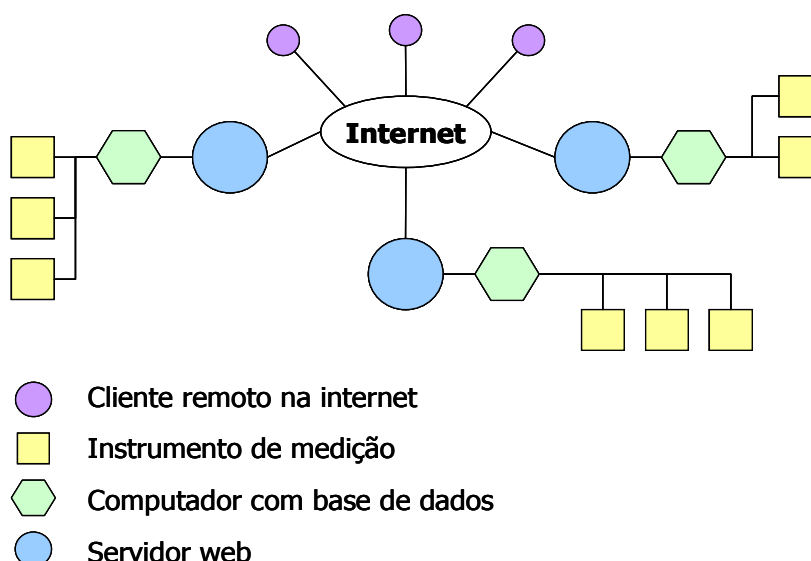 Internet
Cliente remoto na internet
Instrumento de medição
Computador com base de dados
Servidor web